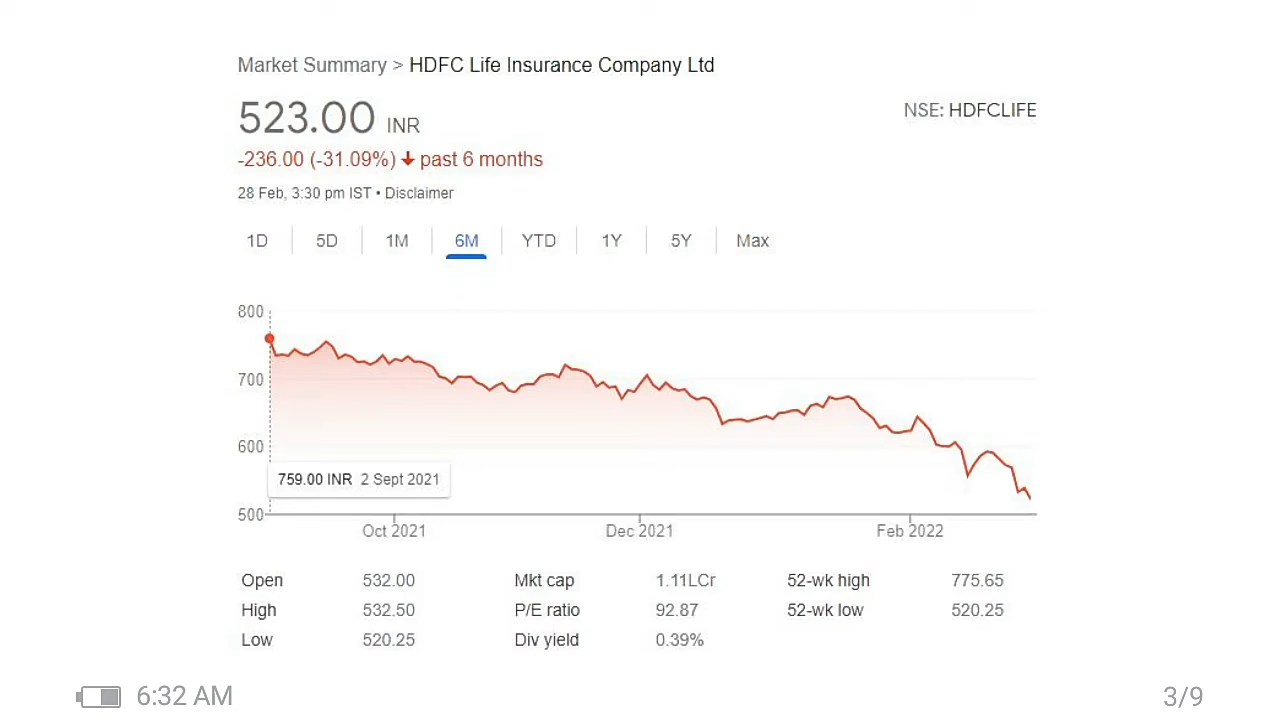 Market Summary > HDFC Life Insurance Company Ltd
523.00 INR
NSE: HDFCLIFE
-236.00 (-31.09%) ↓ past 6 months
28 Feb, 3:30 pm IST • Disclaimer
1D 5D 1M 6M YTD 1Y 5Y Max
800
700
600
759.00 INR 2 Sept 2021
500
Oct 2021 Dec 2021 Feb 2022
Open 532.00 Mkt cap 1.11LCr 52-wk high 775.65
High 532.50 P/E ratio 92.87 52-wk low 520.25
Low 520.25 Div yield 0.39%
6:32 AM 3/9